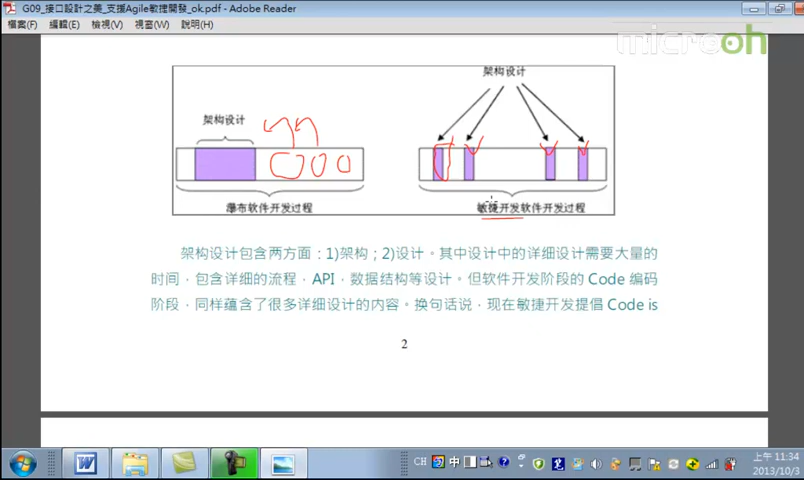 G09_接口設計之美_支援Agile敏捷開發_ok.pdf - Adobe Reader
檔案(F) 編輯(E) 檢視(V) 視窗(W) 說明(H)
microoh
架构设计
架构设计
瀑布软件开发过程
敏捷开发软件开发过程
架构设计包含两方面：1)架构；2)设计。其中设计中的详细设计需要大量的
时间，包含详细的流程，API，数据结构等设计。但软件开发阶段的 Code 编码
阶段，同样蕴含了很多详细设计的内容。换句话说，现在敏捷开发提倡 Code is
2
CH 中
上午 11:34
2013/10/3